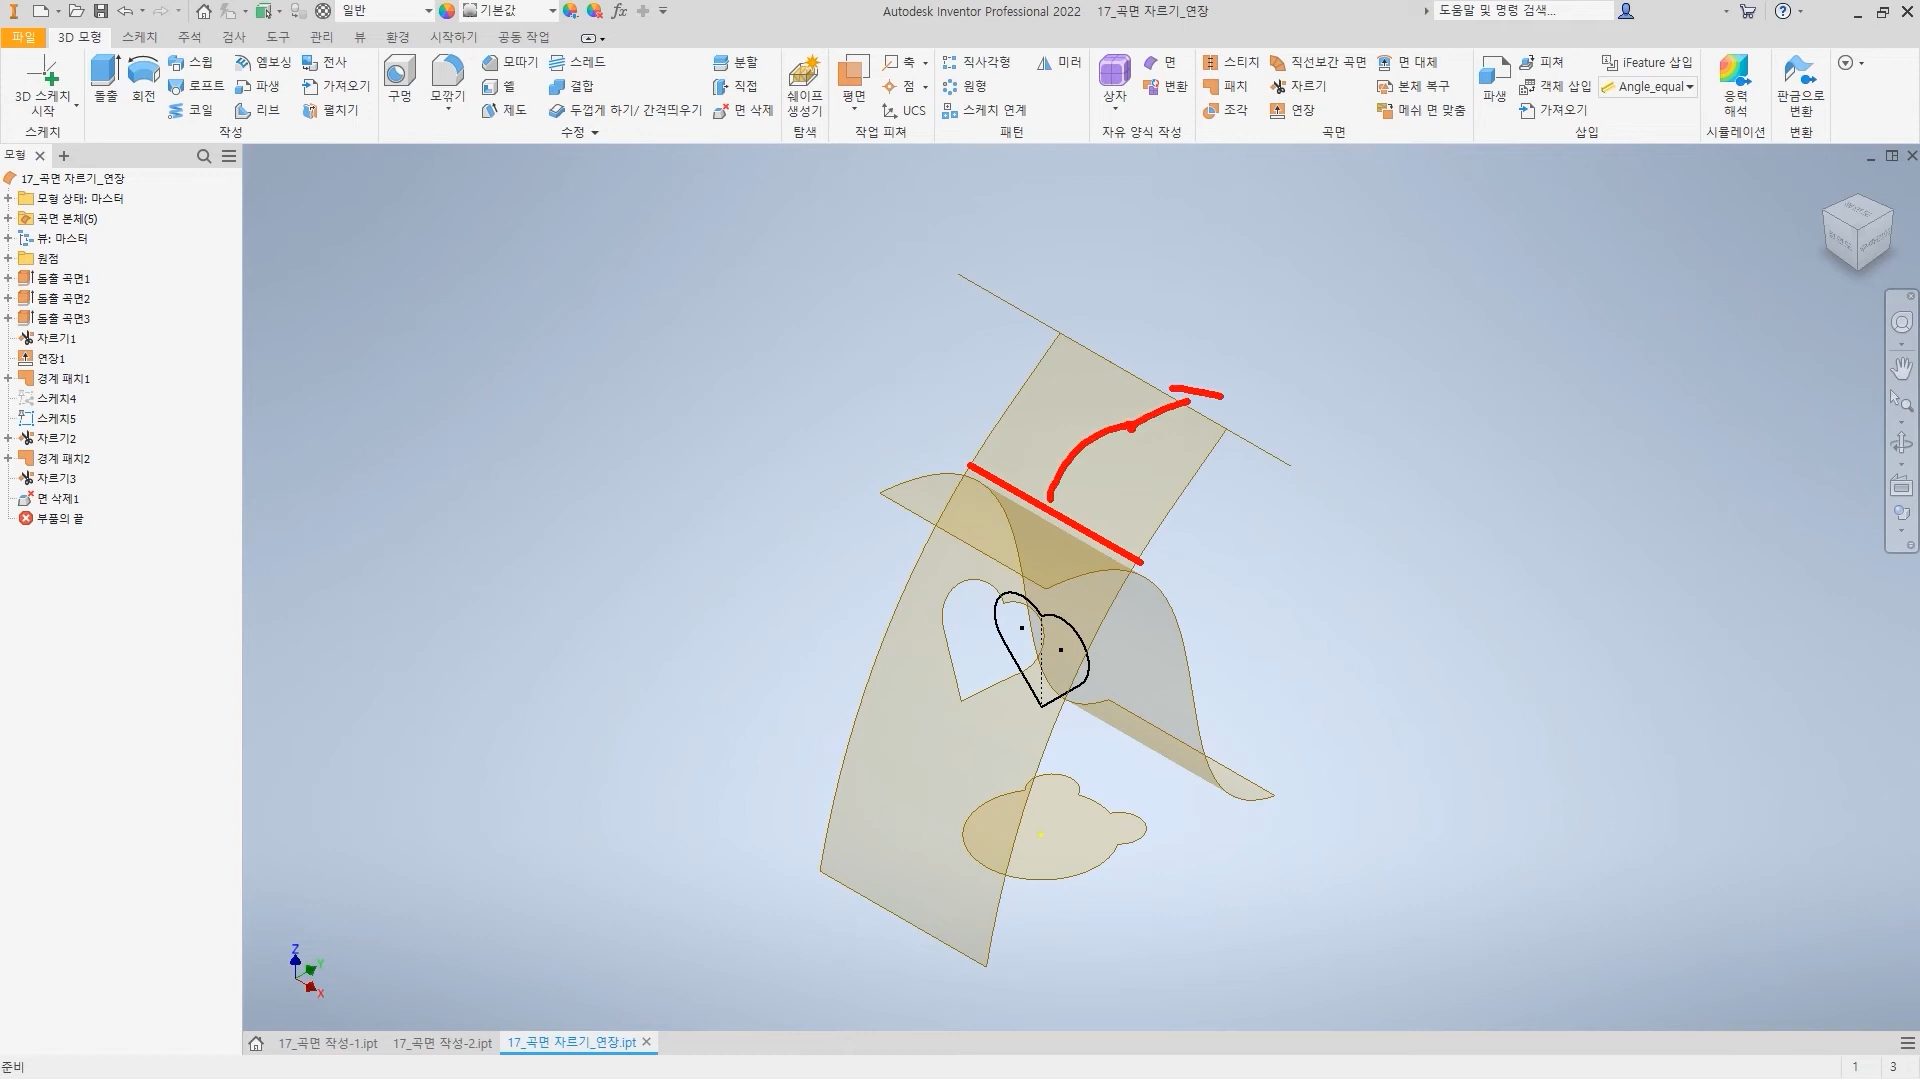 일반
기본값
fx
Autodesk Inventor Professional 2022 17_곡면 자르기_연장
도움말 및 명령 검색...
파일 3D 모형 스케치 주석 검사 도구 관리 뷰 환경 시작하기 공동 작업
3D 스케치 시작
스케치
돌출 회전
스윕 엠보싱 전사
로프트 파생 가져오기
코일 리브 펼치기
작성
구멍 모깎기
모따기 스레드 분할
쉘 결합 직접
제도 두껍게 하기/ 간격띄우기 면 삭제
수정
쉐이프 생성기
탐색
평면
축
점
UCS
작업 피쳐
직사각형 미러
원형
스케치 연계
패턴
상자
면
변환
자유 양식 작성
스티치 직선보간 곡면 면 대체
패치 자르기 본체 복구
조각 연장 메쉬 면 맞춤
곡면
파생
피쳐 iFeature 삽입
객체 삽입 Angle_equal
가져오기
삽입
응력 해석
시뮬레이션
판금으로 변환
변환
모형
17_곡면 자르기_연장
모형 상태: 마스터
곡면 본체(5)
뷰: 마스터
원점
돌출 곡면1
돌출 곡면2
돌출 곡면3
자르기1
연장1
경계 패치1
스케치4
스케치5
자르기2
경계 패치2
자르기3
면 삭제1
부품의 끝
Z
Y
X
17_곡면 작성-1.ipt 17_곡면 작성-2.ipt 17_곡면 자르기_연장.ipt
준비
1 3